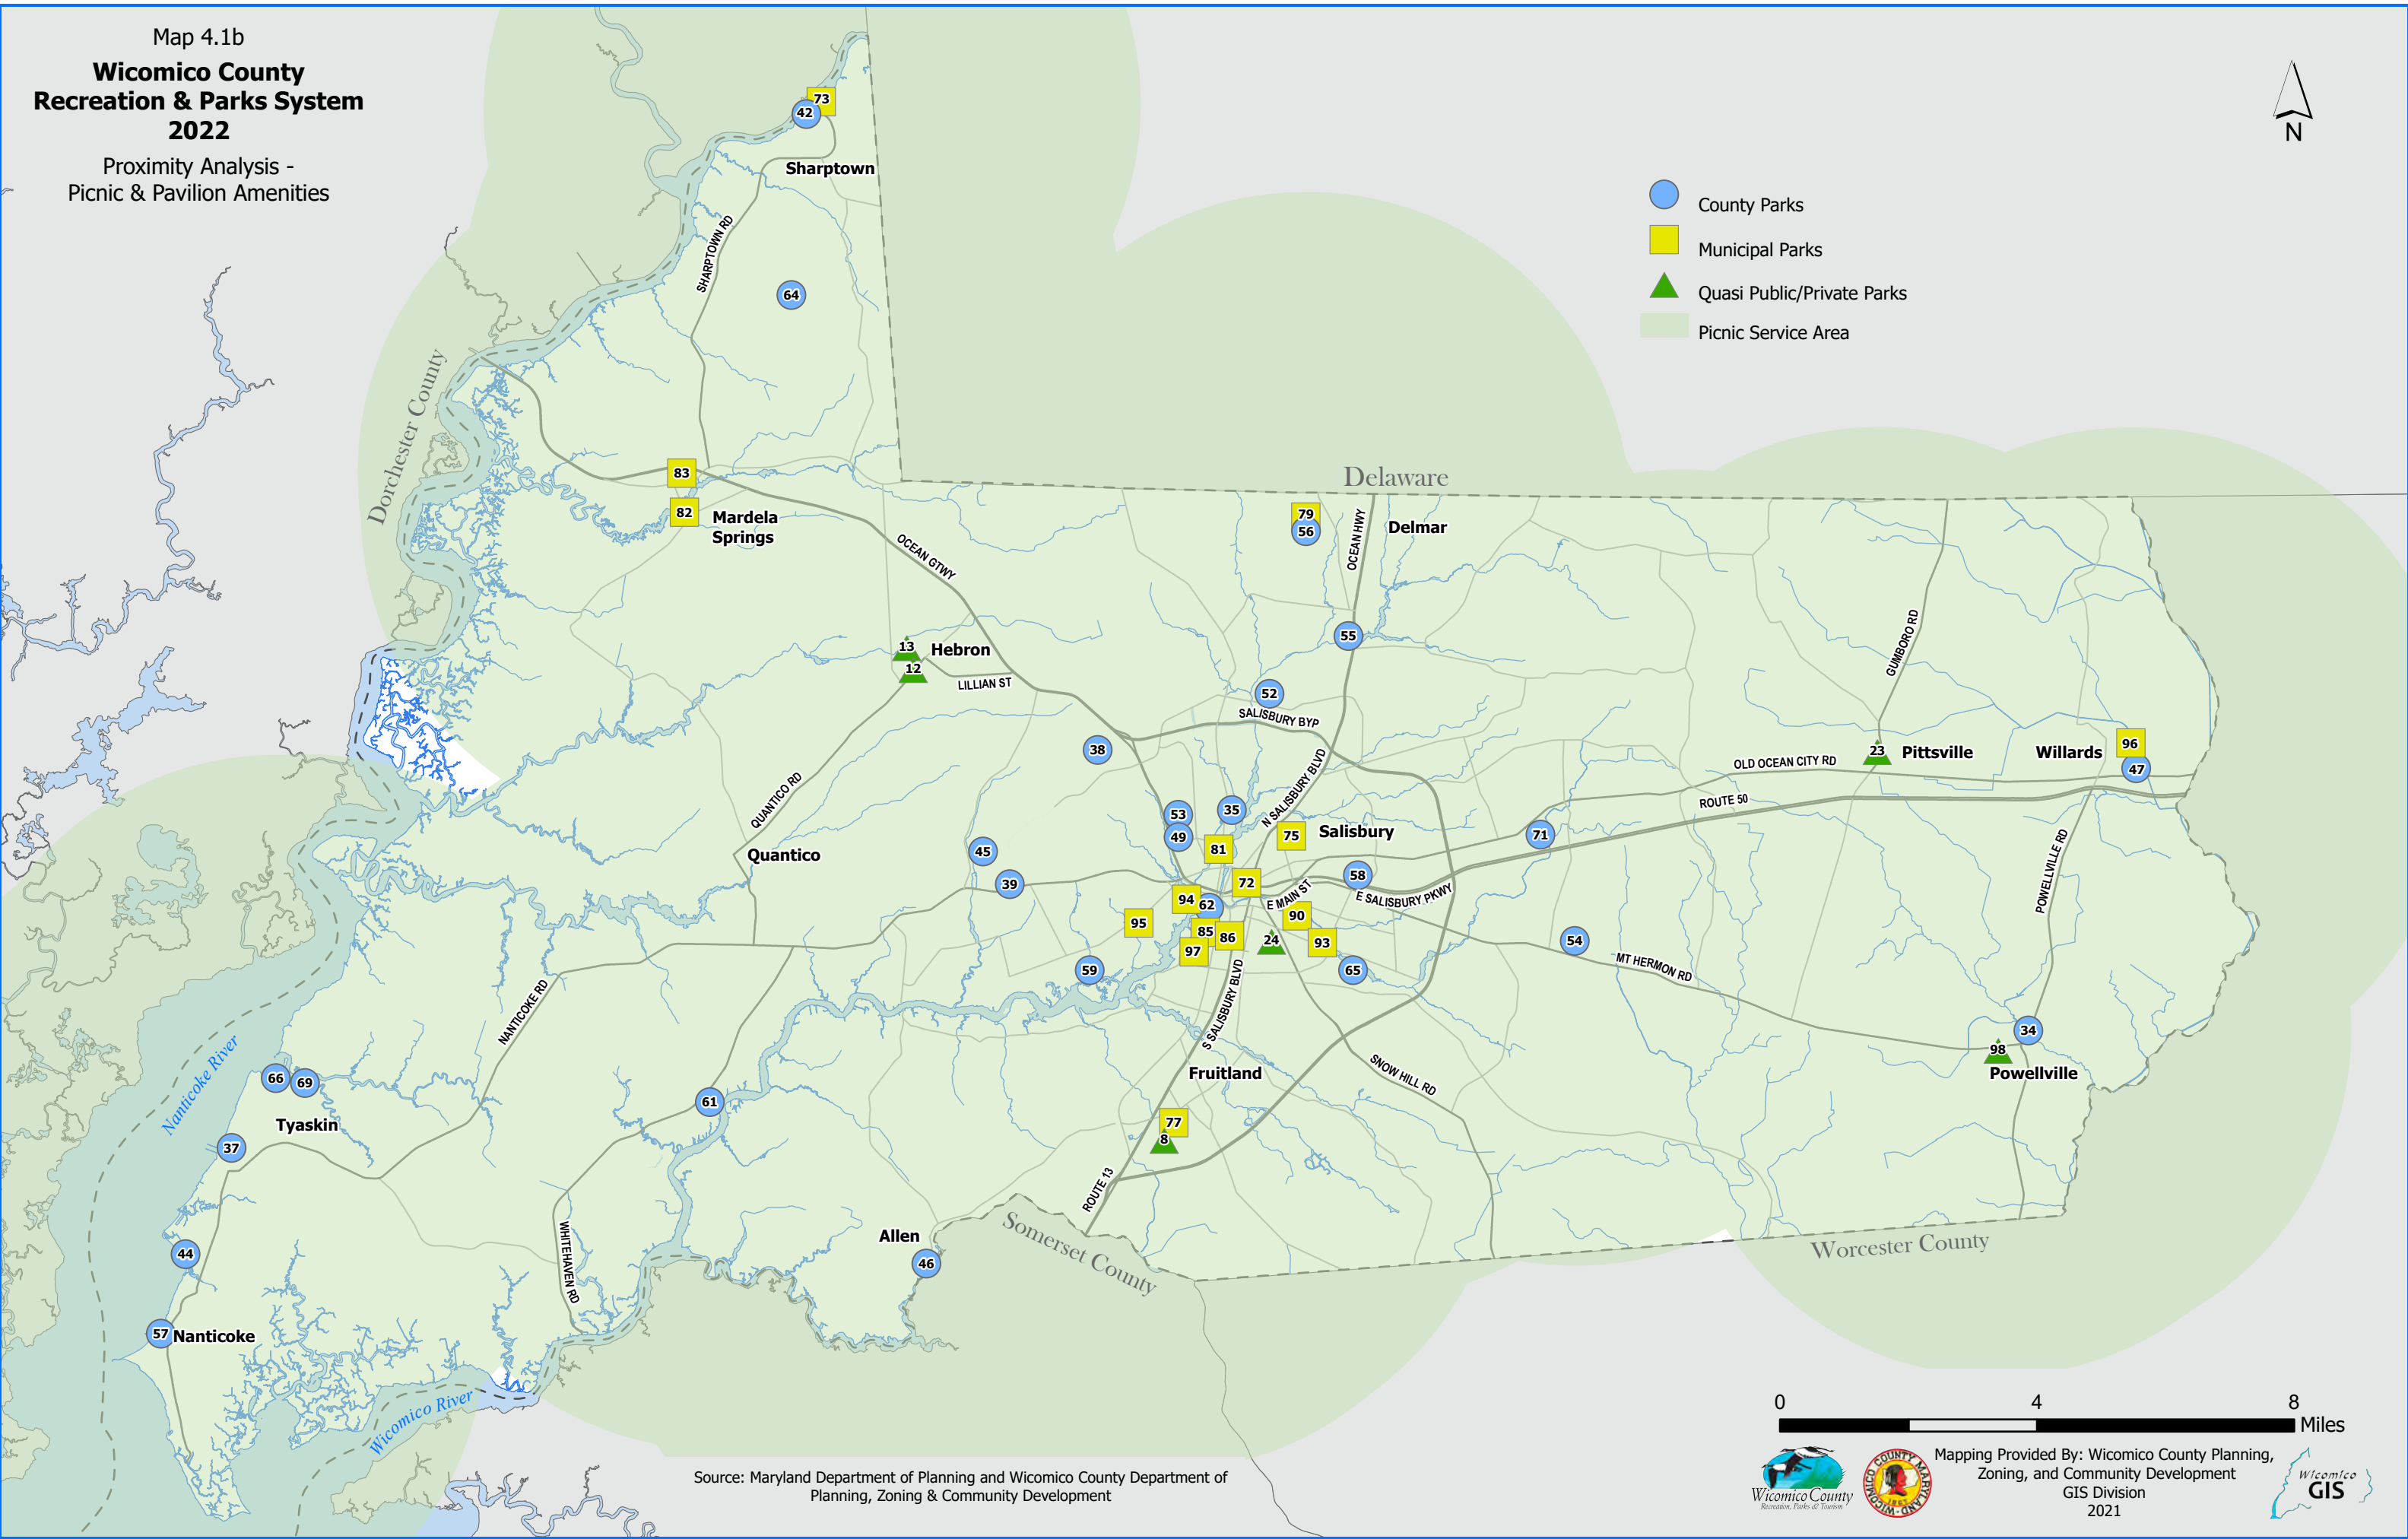 Map 4.1b
Wicomico County
Recreation & Parks System
2022
Proximity Analysis -
Picnic & Pavilion Amenities
N
County Parks
Municipal Parks
Quasi Public/Private Parks
Picnic Service Area
73
42
Sharptown
SHARPTOWN RD
64
Dorchester County
83
82
Mardela
Springs
OCEAN GTWY
Delaware
79
56
OCEAN HWY
Delmar
55
13
Hebron
12
LILLIAN ST
52
SALISBURY BYP
38
GUMBORO RD
23
Pittsville
Willards
96
47
OLD OCEAN CITY RD
ROUTE 50
QUANTICO RD
Quantico
N SALISBURY BLVD
53
35
49
81
75
Salisbury
71
45
39
58
72
E MAIN ST
E SALISBURY PKWY
94
62
95
85
86
97
90
24
93
65
59
54
MT HERMON RD
POWELLVILLE RD
34
98
Powellville
NANTICOKE RD
Nanticoke River
66
69
Tyaskin
37
61
S SALISBURY BLVD
Fruitland
SNOW HILL RD
77
8
ROUTE 13
WHITEHAVEN RD
Allen
46
Somerset County
Worcester County
44
57
Nanticoke
Wicomico River
0
4
8
Miles
Source: Maryland Department of Planning and Wicomico County Department of
Planning, Zoning & Community Development
Wicomico County
Recreation, Parks & Tourism
WICOMICO COUNTY MARYLAND
1867
Mapping Provided By: Wicomico County Planning,
Zoning, and Community Development
GIS Division
2021
Wicomico
GIS